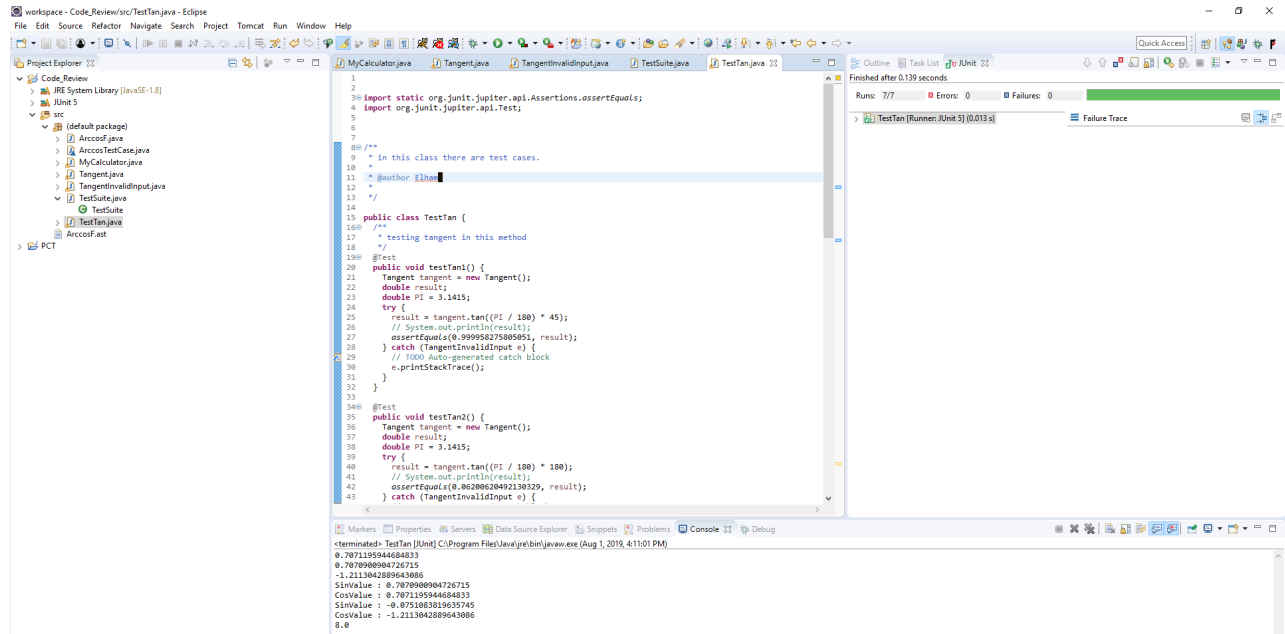 workspace - Code_Review/src/TestTan.java - Eclipse
File Edit Source Refactor Navigate Search Project Tomcat Run Window Help
Quick Access
Project Explorer
Code_Review
JRE System Library [JavaSE-1.8]
JUnit 5
src
(default package)
ArccosF.java
ArccosTestCase.java
MyCalculator.java
Tangent.java
TangentInvalidInput.java
TestSuite.java
TestSuite
TestTan.java
ArccosF.ast
PCT
MyCalculator.java Tangent.java TangentInvalidInput.java TestSuite.java TestTan.java
1
2
3 import static org.junit.jupiter.api.Assertions.assertEquals;
4 import org.junit.jupiter.api.Test;
5
6
7
8 /**
9 * in this class there are test cases.
10 *
11 * @author Elham
12 *
13 */
14
15 public class TestTan {
16 /**
17 * testing tangent in this method
18 */
19 @Test
20 public void testTan1() {
21 Tangent tangent = new Tangent();
22 double result;
23 double PI = 3.1415;
24 try {
25 result = tangent.tan((PI / 180) * 45);
26 // System.out.println(result);
27 assertEquals(0.999958275805051, result);
28 } catch (TangentInvalidInput e) {
29 // TODO Auto-generated catch block
30 e.printStackTrace();
31 }
32 }
33
34 @Test
35 public void testTan2() {
36 Tangent tangent = new Tangent();
37 double result;
38 double PI = 3.1415;
39 try {
40 result = tangent.tan((PI / 180) * 180);
41 // System.out.println(result);
42 assertEquals(0.06200620492130329, result);
43 } catch (TangentInvalidInput e) {
Outline Task List JUnit
Finished after 0.139 seconds
Runs: 7/7 Errors: 0 Failures: 0
TestTan [Runner: JUnit 5] (0.013 s)
Failure Trace
Markers Properties Servers Data Source Explorer Snippets Problems Console Debug
<terminated> TestTan [JUnit] C:\Program Files\Java\jre\bin\javaw.exe (Aug 1, 2019, 4:11:01 PM)
0.7071195944684833
0.7070900904726715
-1.2113042889643086
SinValue : 0.7070900904726715
CosValue : 0.7071195944684833
SinValue : -0.0751083819635745
CosValue : -1.2113042889643086
8.0